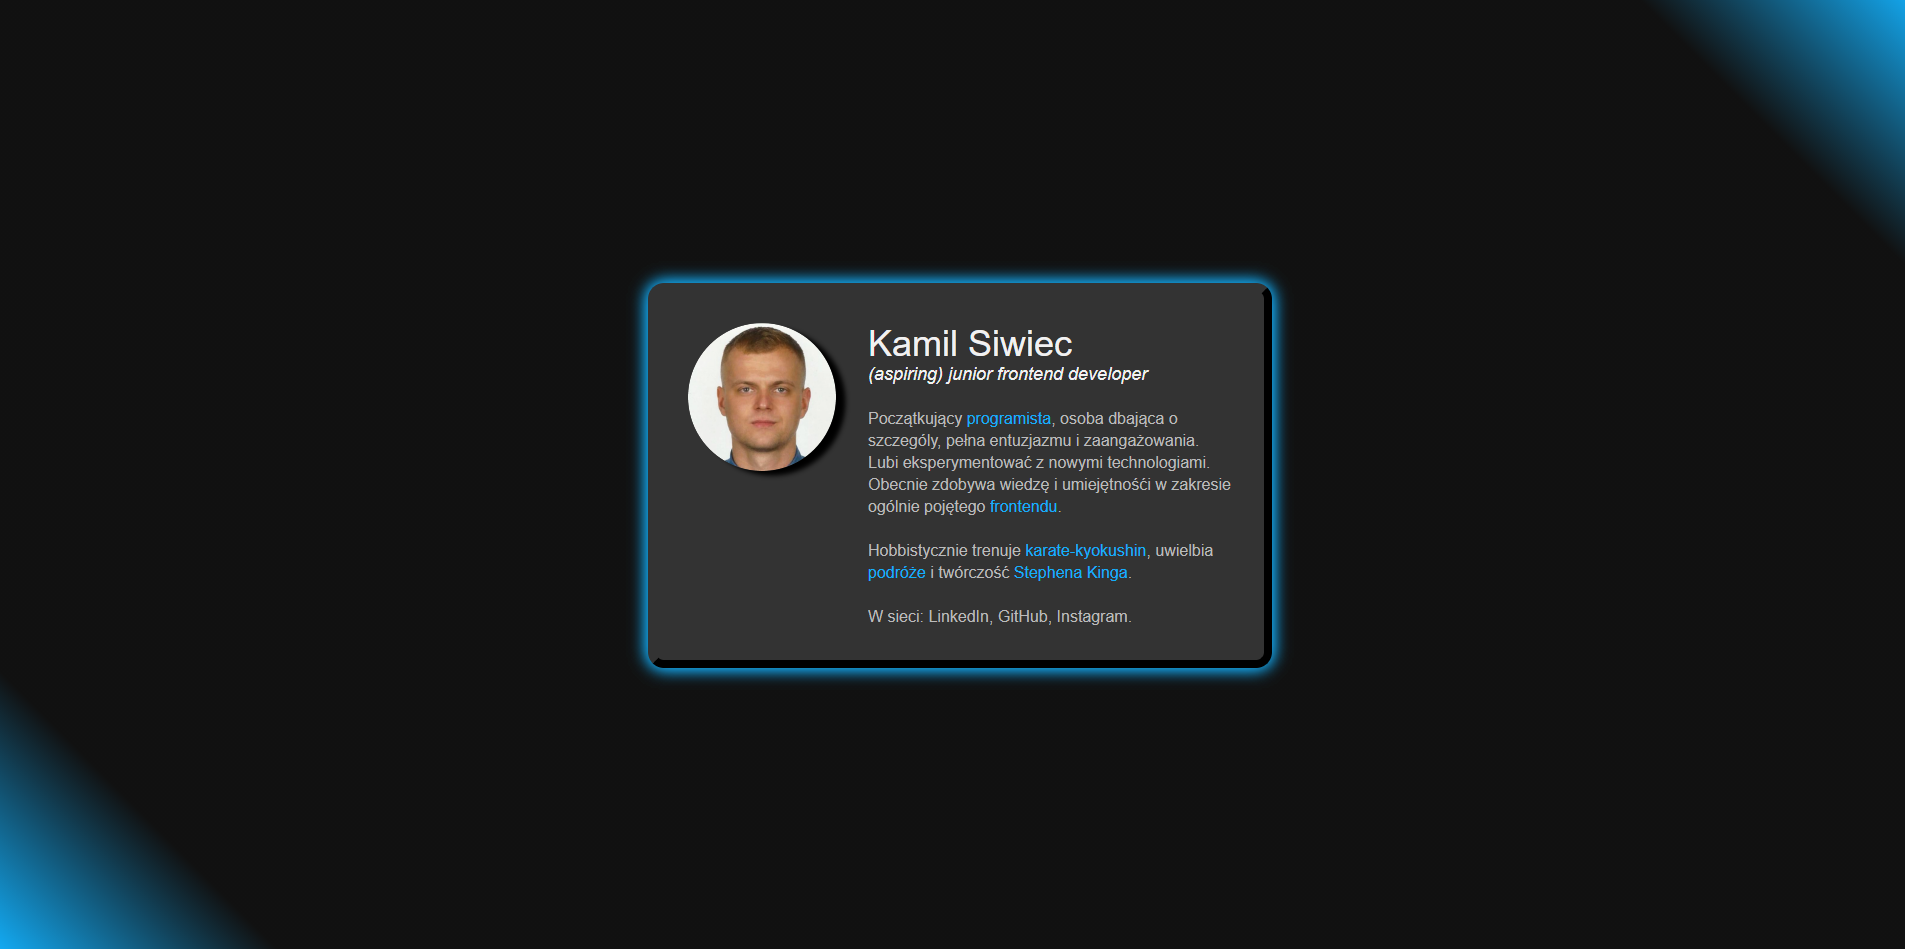 Kamil Siwiec
(aspiring) junior frontend developer
Początkujący programista, osoba dbająca o
szczegóły, pełna entuzjazmu i zaangażowania.
Lubi eksperymentować z nowymi technologiami.
Obecnie zdobywa wiedzę i umiejętnośći w zakresie
ogólnie pojętego frontendu.
Hobbistycznie trenuje karate-kyokushin, uwielbia
podróże i twórczość Stephena Kinga.
W sieci: LinkedIn, GitHub, Instagram.